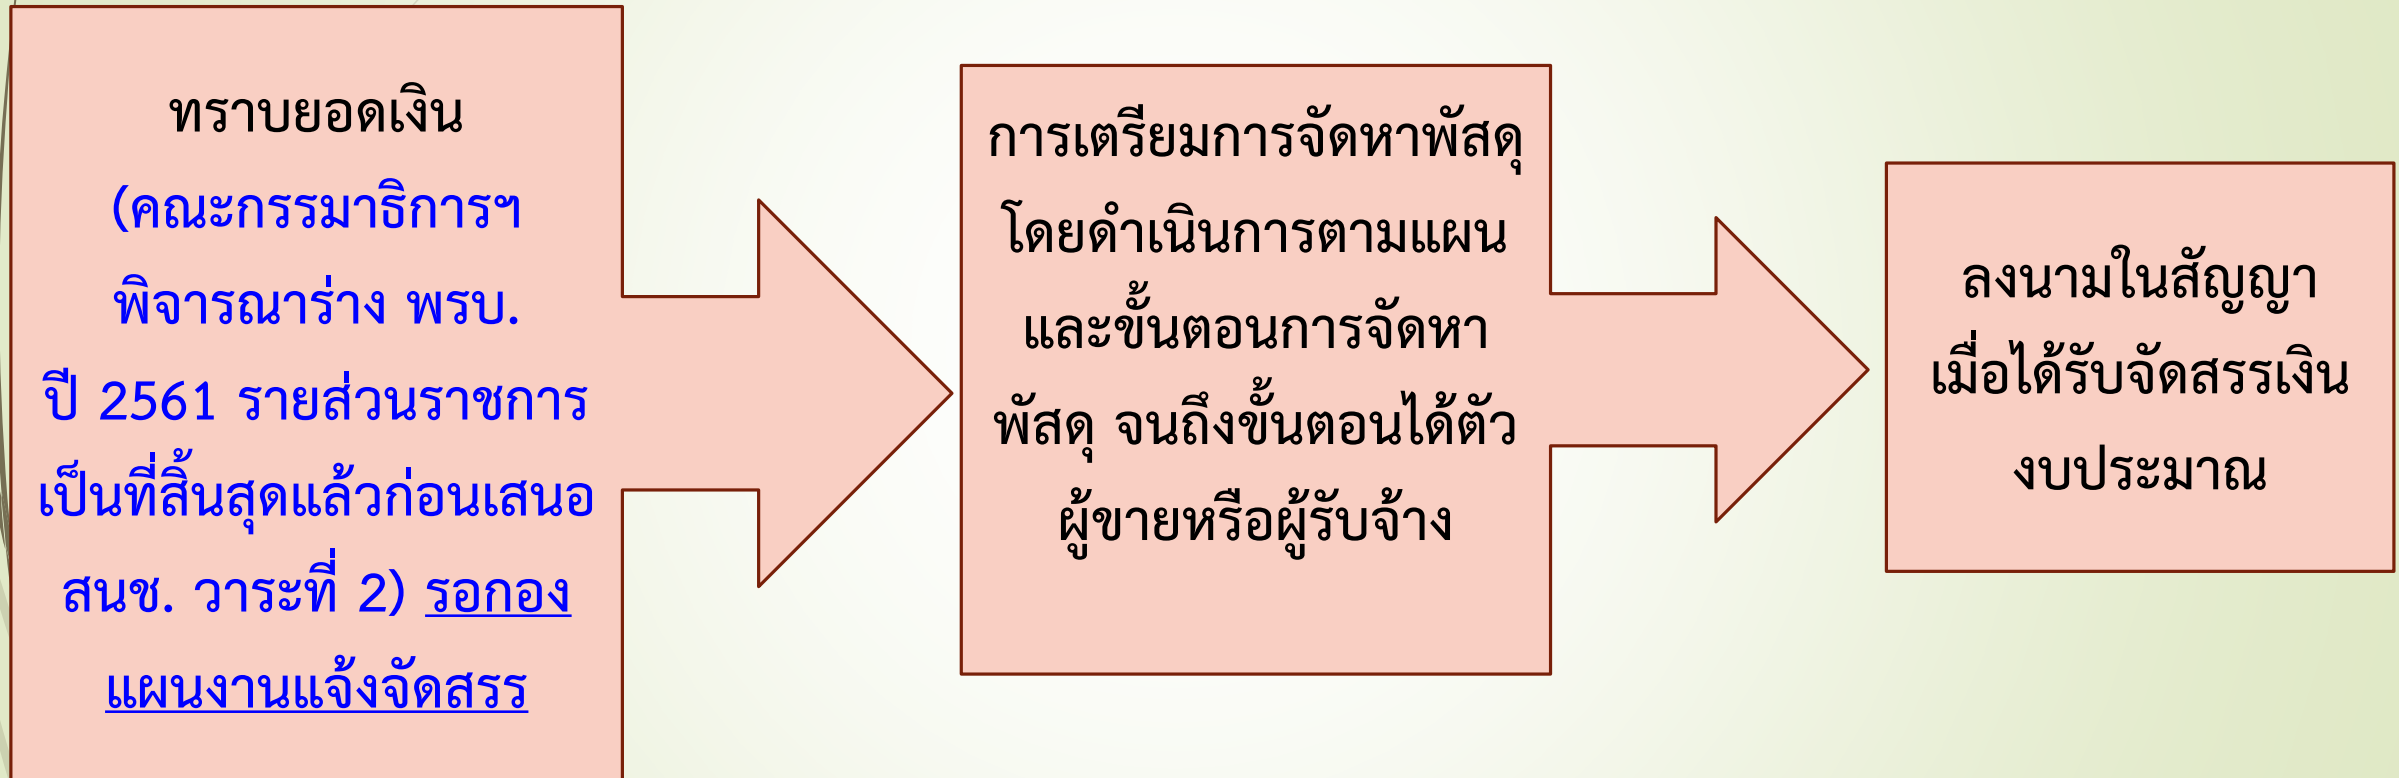 ทราบยอดเงิน
(คณะกรรมาธิการฯ
พิจารณาร่าง พรบ.
ปี 2561 รายส่วนราชการ
เป็นที่สิ้นสุดแล้วก่อนเสนอ
สนช. วาระที่ 2) รอกอง
แผนงานแจ้งจัดสรร
การเตรียมการจัดหาพัสดุ
โดยดำเนินการตามแผน
และขั้นตอนการจัดหา
พัสดุ จนถึงขั้นตอนได้ตัว
ผู้ขายหรือผู้รับจ้าง
ลงนามในสัญญา
เมื่อได้รับจัดสรรเงิน
งบประมาณ